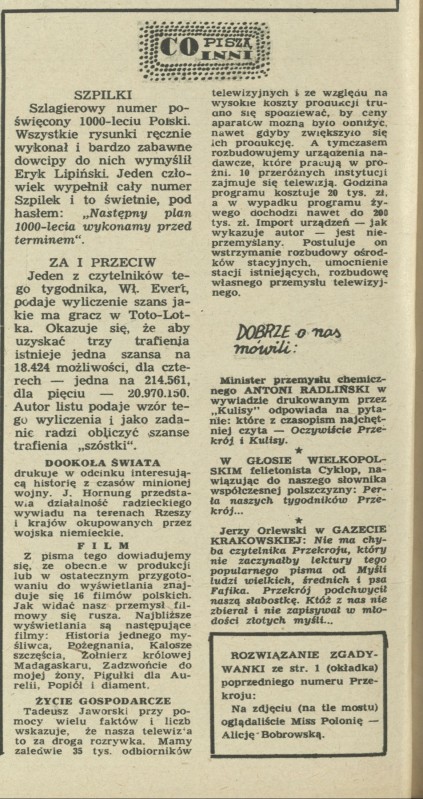 CO PISZĄ
INNI
SZPILKI
Szlagierowy numer po-
święcony 1000-leciu Polski.
Wszystkie rysunki ręcznie
wykonał i bardzo zabawne
dowcipy do nich wymyślił
Eryk Lipiński. Jeden czło-
wiek wypełnił cały numer
Szpilek i to świetnie, pod
hasłem: „Następny plan
1000-lecia wykonamy przed
terminem“.
ZA I PRZECIW
Jeden z czytelników te-
go tygodnika, Wł. Evert,
podaje wyliczenie szans ja-
kie ma gracz w Toto-Lot-
ka. Okazuje się, że aby
uzyskać trzy trafienia
istnieje jedna szansa na
18.424 możliwości, dla czte-
rech — jedna na 214.561,
dla pięciu — 20.970.150.
Autor listu podaje wzór te-
go wyliczenia i jako zada-
nie radzi obliczyć szanse
trafienia „szóstki“.
DOOKOŁA ŚWIATA
drukuje w odcinku interesują-
cą historię z czasów minionej
wojny. J. Hornung przedsta-
wia działalność radzieckiego
wywiadu na terenach Rzeszy
i krajów okupowanych przez
wojska niemieckie.
FILM
Z pisma tego dowiadujemy
się, że obecnie w produkcji
lub w ostatecznym przygoto-
waniu do wyświetlania znaj-
duje się 16 filmów polskich.
Jak widać nasz przemysł fil-
mowy się rusza. Najbliższe
wyświetlania są następujące
filmy: Historia jednego my-
śliwca, Pożegnania, Kalosze
szczęścia, Żołnierz królowej
Madagaskaru, Zadzwońcie do
mojej żony, Pigułki dla Au-
relii, Popiół i diament.
ŻYCIE GOSPODARCZE
Tadeusz Jaworski przy po-
mocy wielu faktów i liczb
wskazuje, że nasza telewizja
to za droga rozrywka. Mamy
zaledwie 35 tys. odbiorników
telewizyjnych i ze względu na
wysokie koszty produkcji tru-
dno się spodziewać, by ceny
aparatów można było obniżyć,
nawet gdyby zwiększyło się
ich produkcję. A tymczasem
rozbudowujemy urządzenia na-
dawcze, które pracują w pró-
żni. 10 przeróżnych instytucji
zajmuje się telewizją. Godzina
programu kosztuje 20 tys. zł,
a w wypadku programu ży-
wego dochodzi nawet do 200
tys. zł. Import urządzeń — jak
wykazuje autor — jest nie-
przemyślany. Postuluje on
wstrzymanie rozbudowy ośrod-
ków stacyjnych, umocnienie
stacji istniejących, rozbudowę
własnego przemysłu telewizyj-
nego.
DOBRZE o nas
mówili:
Minister przemysłu chemicz-
nego ANTONI RADLIŃSKI w
wywiadzie drukowanym przez
„Kulisy“ odpowiada na pyta-
nie: które z czasopism najchęt-
niej czyta — Oczywiście Prze-
krój i Kulisy.
★
W GŁOSIE WIELKOPOL-
SKIM felietonista Cyklop, na-
wiązując do naszego słownika
współczesnej polszczyzny: Per-
ła naszych tygodników Prze-
krój...
★
Jerzy Orlewski w GAZECIE
KRAKOWSKIEJ: Nie ma chy-
ba czytelnika Przekroju, który
nie zaczynałby lektury tego
popularnego pisma od Myśli
ludzi wielkich, średnich i psa
Fafika. Przekrój podchwycił
naszą słabostkę. Któż z nas nie
zbierał i nie zapisywał w mło-
dości złotych myśli...
ROZWIĄZANIE ZGADY-
WANKI ze str. 1 (okładka)
poprzedniego numeru Prze-
kroju:
Na zdjęciu (na tle mostu)
oglądaliście Miss Polonię —
Alicję Bobrowską.